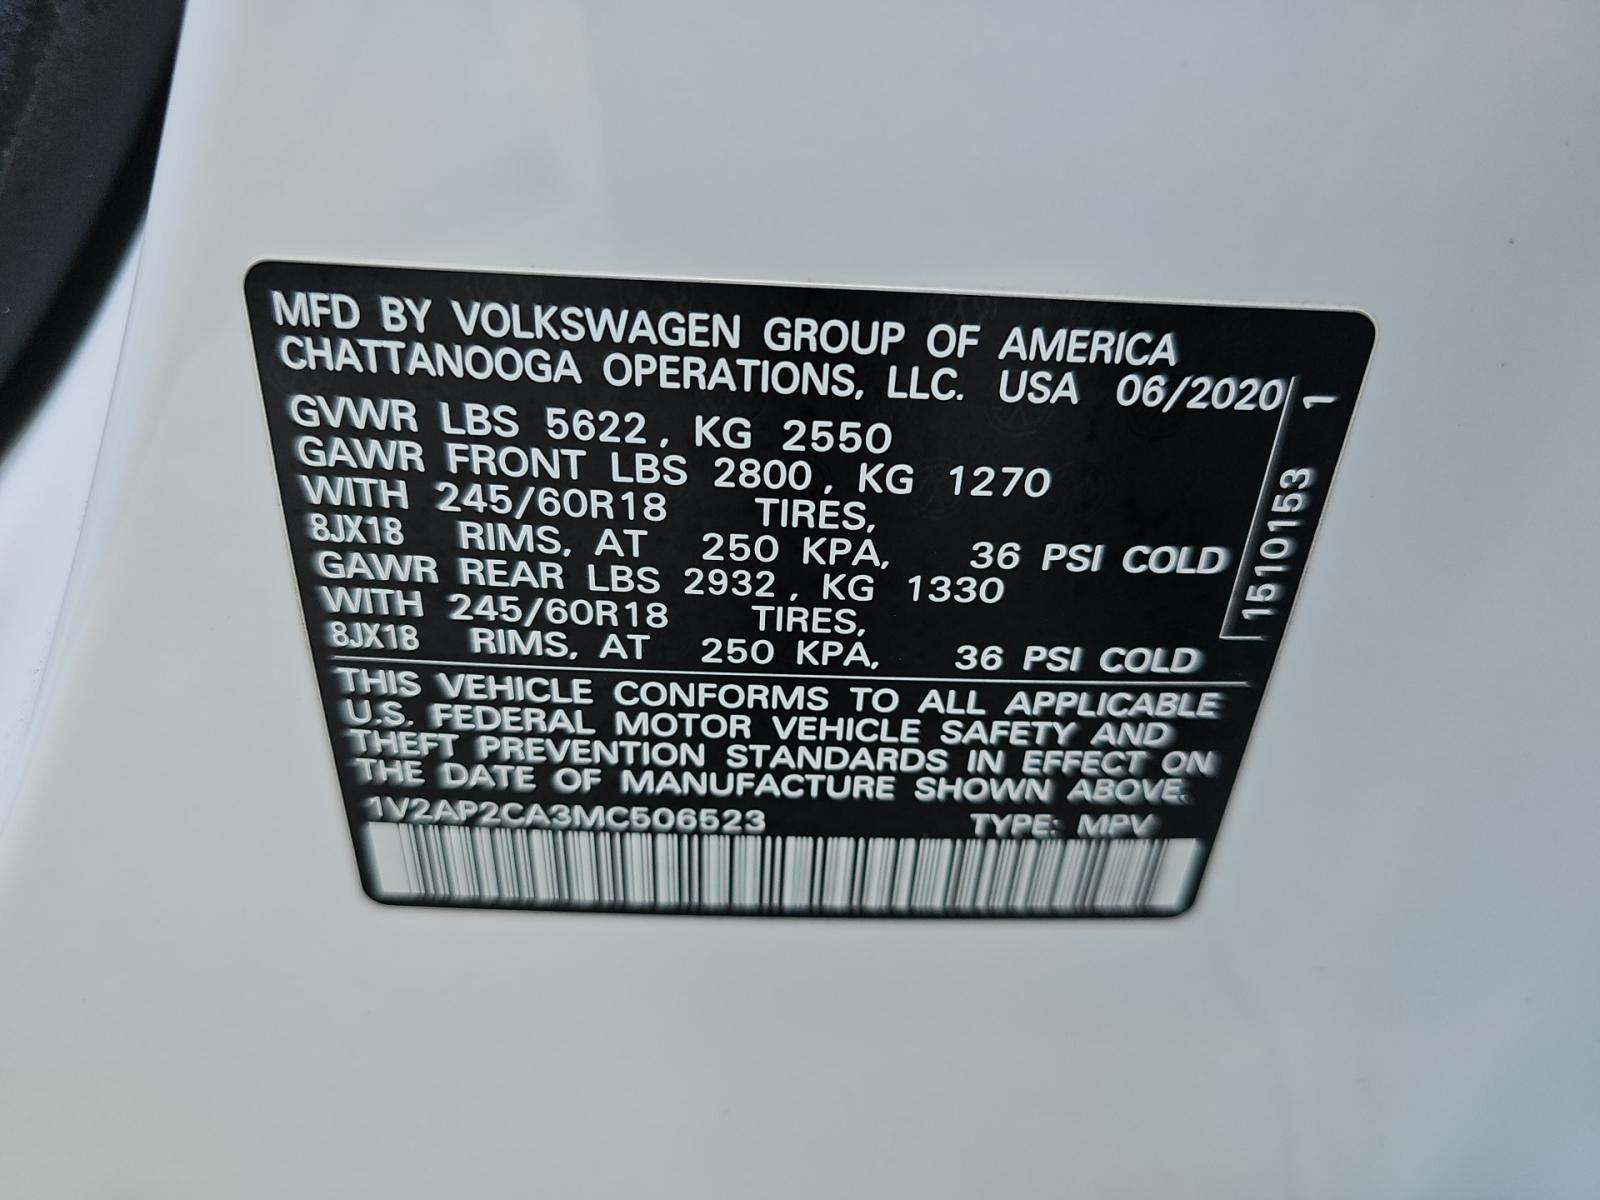 MFD BY VOLKSWAGEN GROUP OF AMERICA
CHATTANOOGA OPERATIONS, LLC. USA 06/2020
GVWR LBS 5622, KG 2550
GAWR FRONT LBS 2800, KG 1270
WITH 245/60R18 TIRES,
8JX18 RIMS, AT 250 KPA, 36 PSI COLD
GAWR REAR LBS 2932, KG 1330
WITH 245/60R18 TIRES,
8JX18 RIMS, AT 250 KPA, 36 PSI COLD
1510153 1
THIS VEHICLE CONFORMS TO ALL APPLICABLE
U.S. FEDERAL MOTOR VEHICLE SAFETY AND
THEFT PREVENTION STANDARDS IN EFFECT ON
THE DATE OF MANUFACTURE SHOWN ABOVE.
1V2AP2CA3MC506523 TYPE: MPV